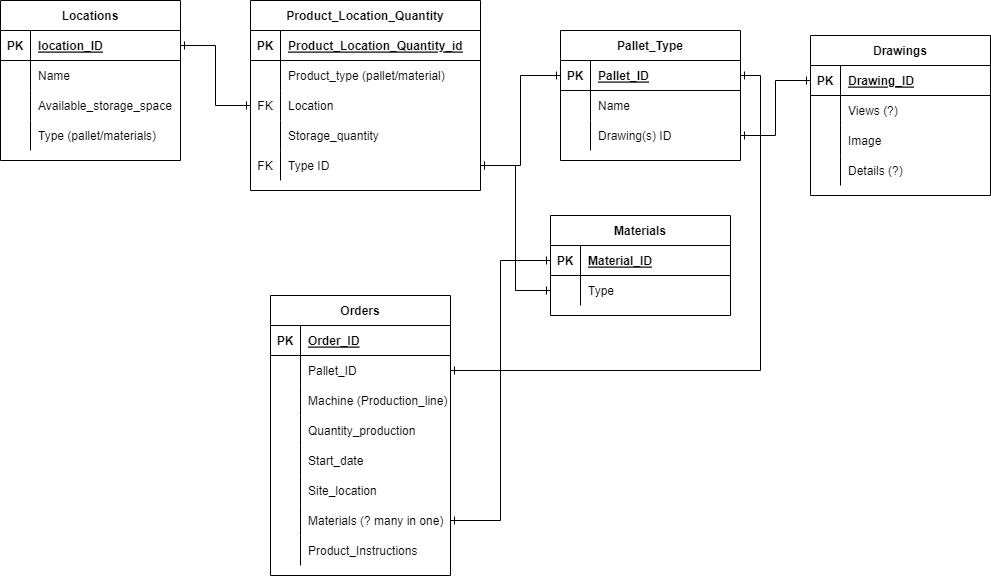 Locations
PK location_ID
Name
Available_storage_space
Type (pallet/materials)
Product_Location_Quantity
PK Product_Location_Quantity_id
Product_type (pallet/material)
FK Location
Storage_quantity
FK Type ID
Pallet_Type
PK Pallet_ID
Name
Drawing(s) ID
Drawings
PK Drawing_ID
Views (?)
Image
Details (?)
Materials
PK Material_ID
Type
Orders
PK Order_ID
Pallet_ID
Machine (Production_line)
Quantity_production
Start_date
Site_location
Materials (? many in one)
Product_Instructions